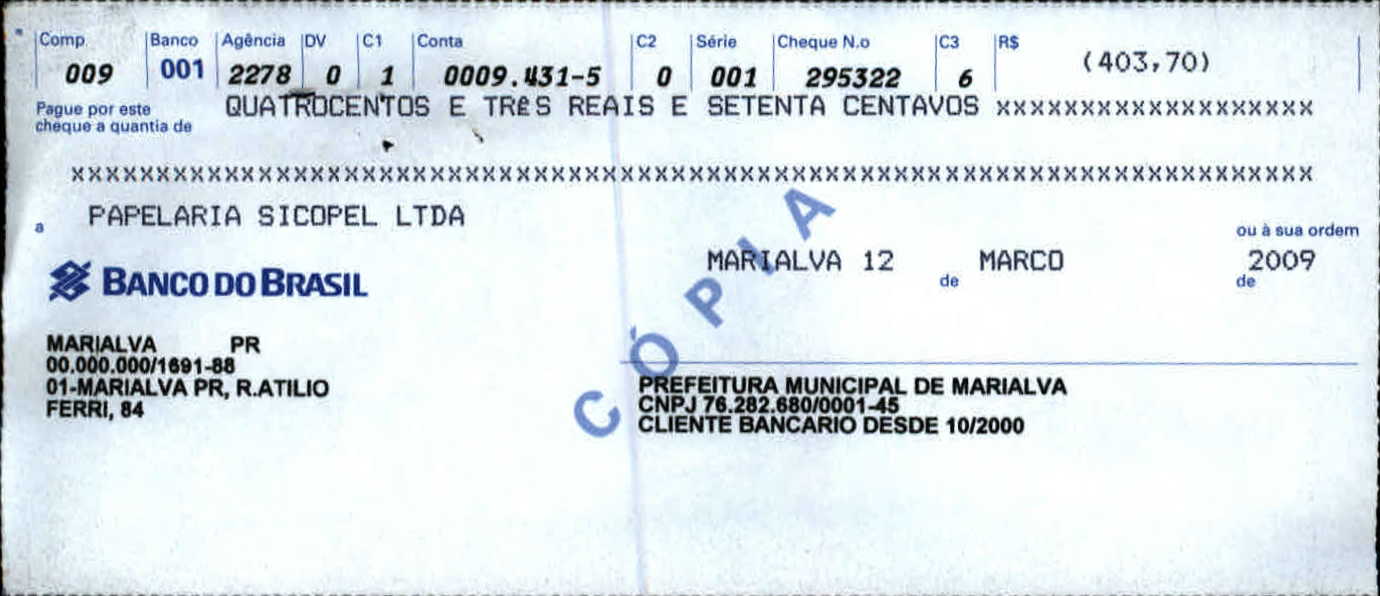 Comp Banco Agência DV C1 Conta C2 Série Cheque N.o C3 R$ (403,70)
009 001 2278 0 1 0009.431-5 0 001 295322 6
Pague por este cheque a quantia de QUATROCENTOS E TRÊS REAIS E SETENTA CENTAVOS xxxxxxxxxxxxxxxxxxx
xxxxxxxxxxxxxxxxxxxxxxxxxxxxxxxxxxxxxxxxxxxxxxxxxxxxxxxxxxxxxxxxxxxxxxxxx
a PAPELARIA SICOPEL LTDA
ou à sua ordem
MARIALVA 12 de MARCO de 2009
BANCO DO BRASIL
CÓPIA
MARIALVA PR
00.000.000/1691-88
01-MARIALVA PR, R.ATILIO
FERRI, 84
PREFEITURA MUNICIPAL DE MARIALVA
CNPJ 76.282.680/0001-45
CLIENTE BANCARIO DESDE 10/2000